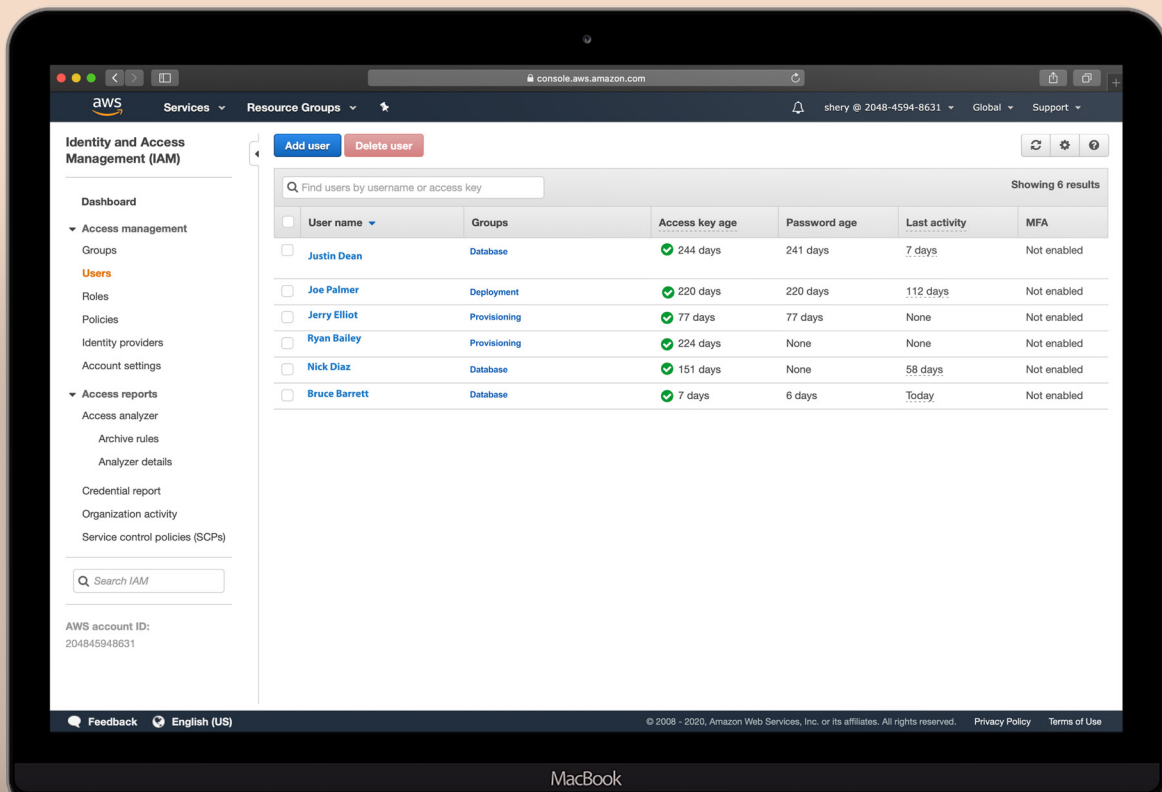 console.aws.amazon.com
aws Services Resource Groups shery @ 2048-4594-8631 Global Support
Identity and Access
Management (IAM)
Dashboard
Access management
Groups
Users
Roles
Policies
Identity providers
Account settings
Access reports
Access analyzer
Archive rules
Analyzer details
Credential report
Organization activity
Service control policies (SCPs)
Search IAM
AWS account ID:
204845948631
Add user Delete user
Find users by username or access key Showing 6 results
User name Groups Access key age Password age Last activity MFA
Justin Dean Database 244 days 241 days 7 days Not enabled
Joe Palmer Deployment 220 days 220 days 112 days Not enabled
Jerry Elliot Provisioning 77 days 77 days None Not enabled
Ryan Bailey Provisioning 224 days None None Not enabled
Nick Diaz Database 151 days None 58 days Not enabled
Bruce Barrett Database 7 days 6 days Today Not enabled
Feedback English (US) © 2008 - 2020, Amazon Web Services, Inc. or its affiliates. All rights reserved. Privacy Policy Terms of Use
MacBook